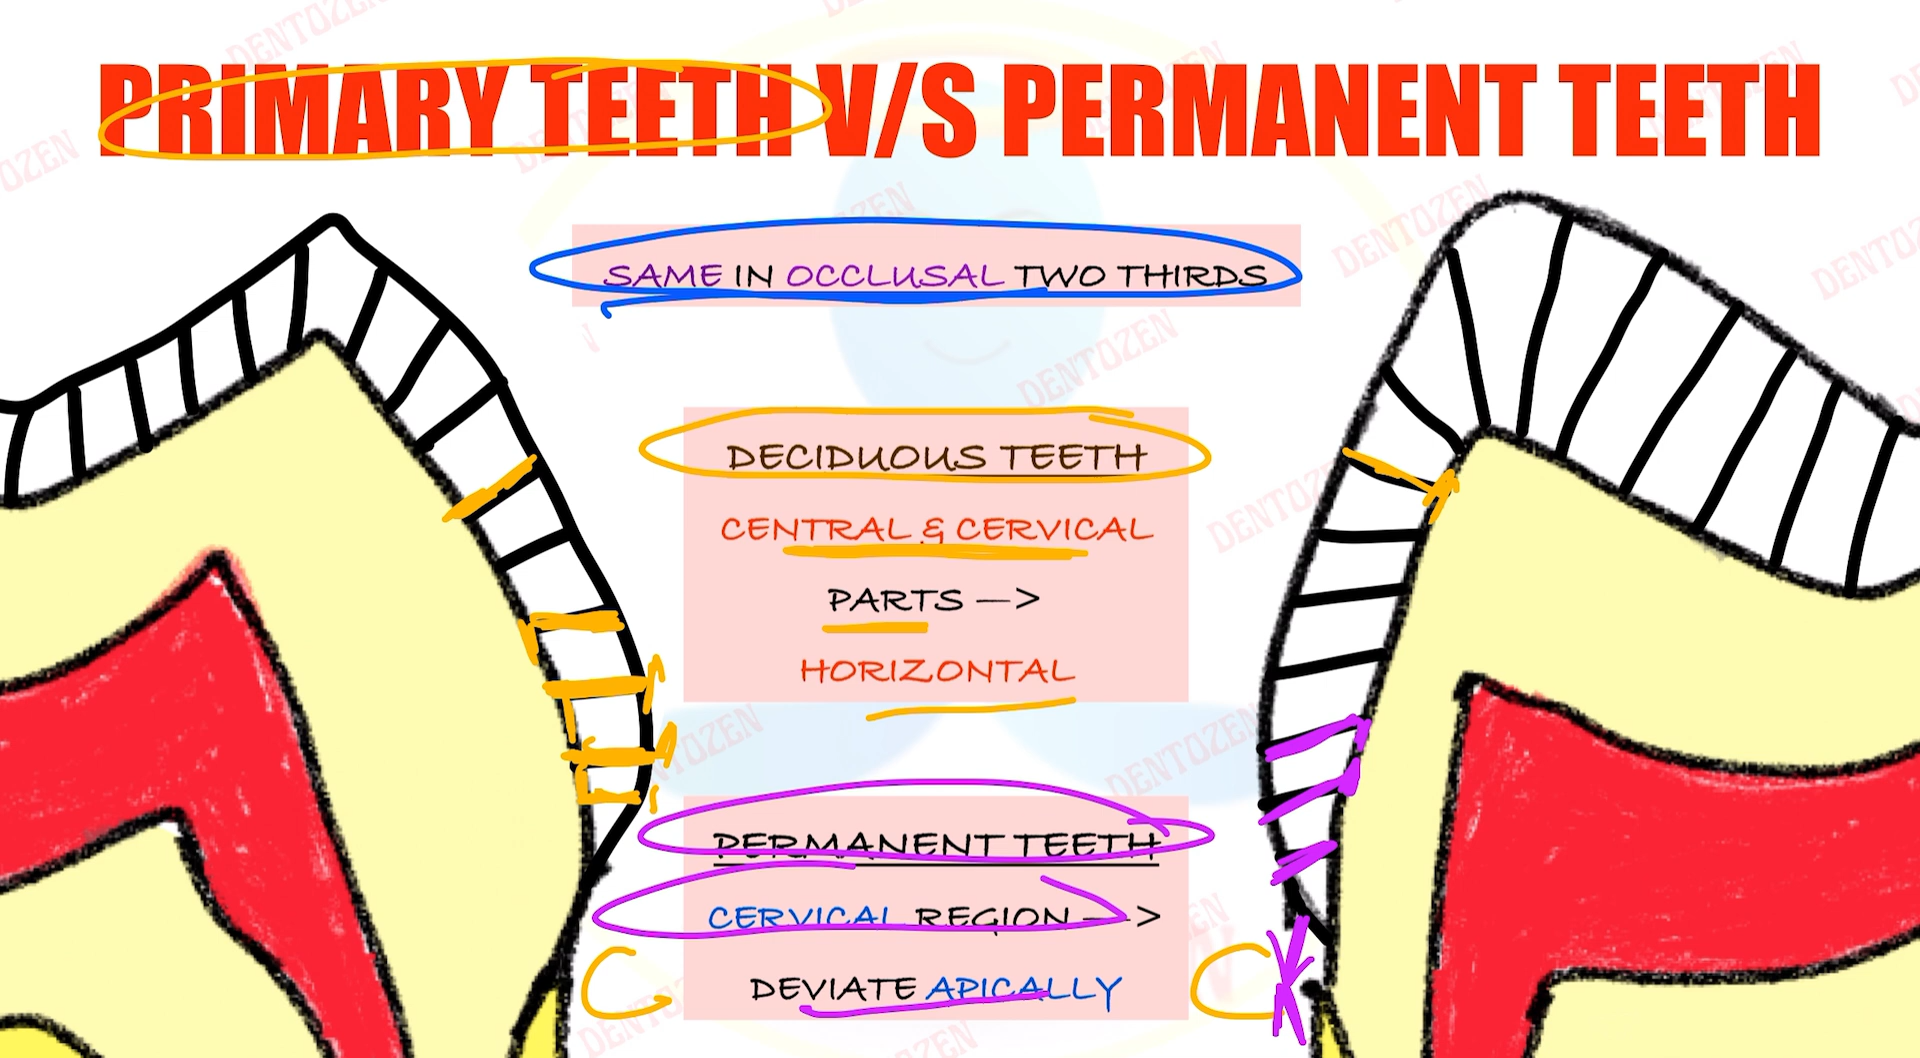 PRIMARY TEETH V/S PERMANENT TEETH
SAME IN OCCLUSAL TWO THIRDS
DECIDUOUS TEETH
CENTRAL & CERVICAL
PARTS —>
HORIZONTAL
PERMANENT TEETH
CERVICAL REGION —>
DEVIATE APICALLY
C
C
DENTOZEN